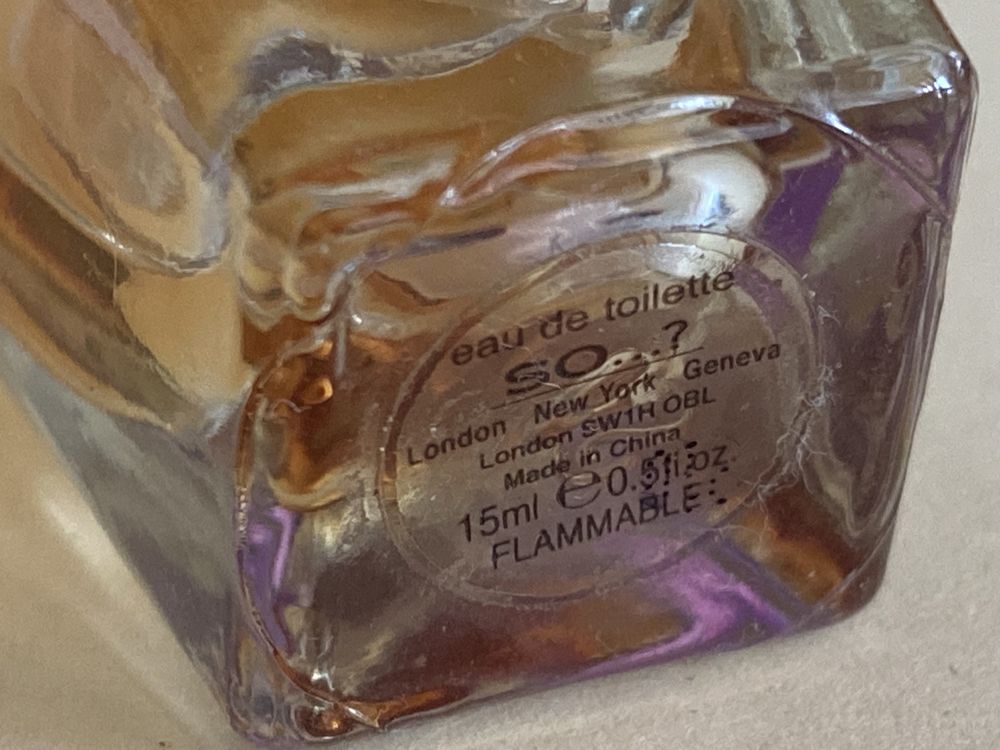 eau de toilette
SO...?
London New York Geneva
London SW1H OBL
Made in China
15ml e 0.5fl.oz.
FLAMMABLE